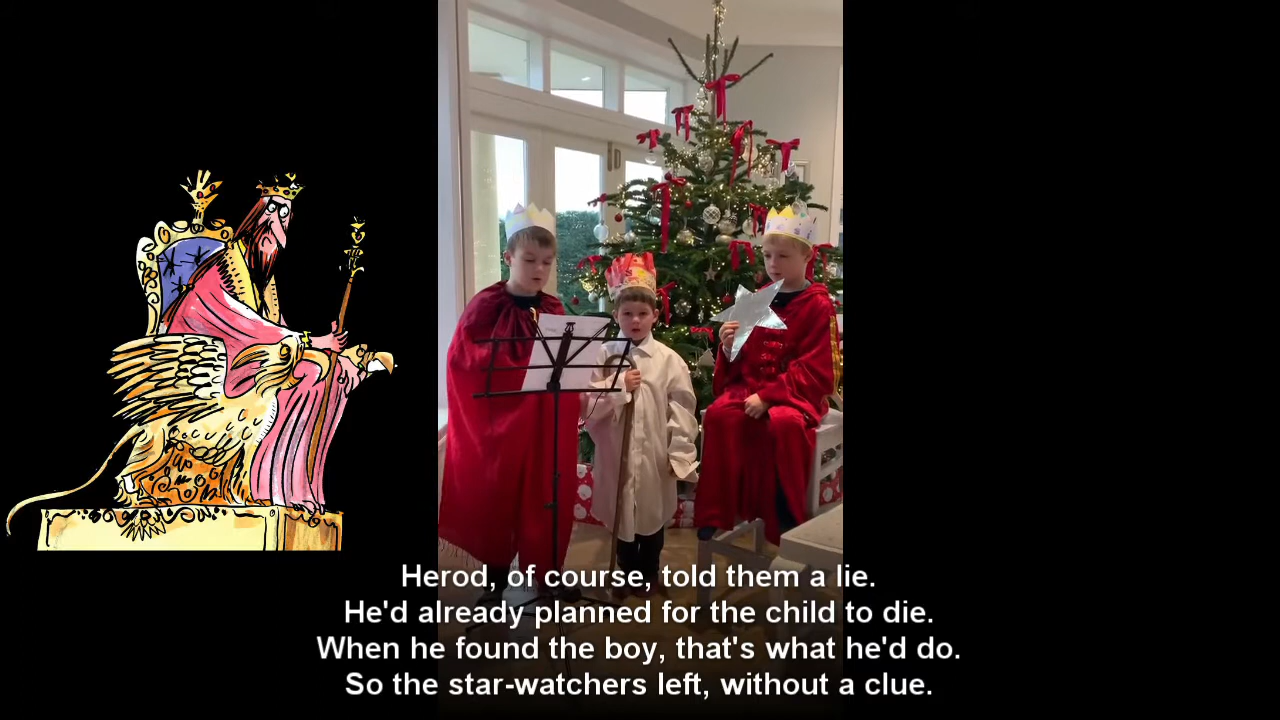 Herod, of course, told them a lie.
He'd already planned for the child to die.
When he found the boy, that's what he'd do.
So the star-watchers left, without a clue.